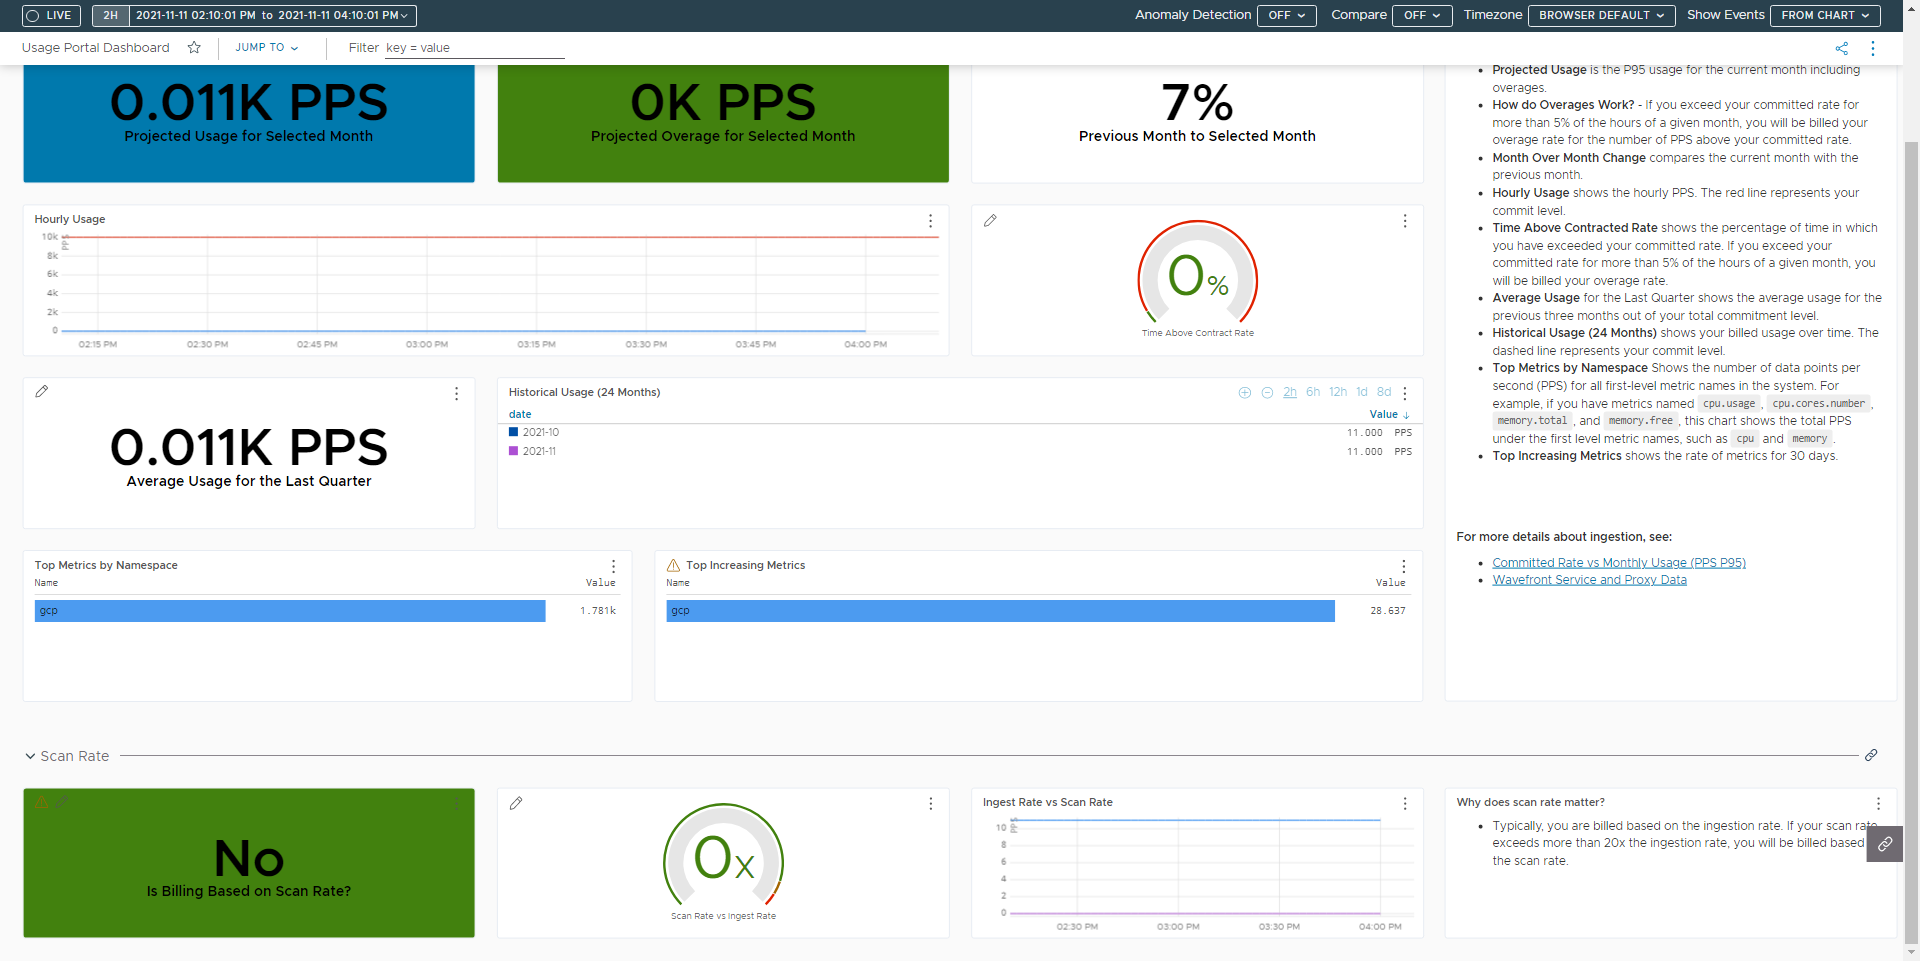 LIVE 2H 2021-11-11 02:10:01 PM to 2021-11-11 04:10:01 PM Anomaly Detection OFF Compare OFF Timezone BROWSER DEFAULT Show Events FROM CHART
Usage Portal Dashboard JUMP TO Filter key = value
0.011K PPS
Projected Usage for Selected Month
0K PPS
Projected Overage for Selected Month
7%
Previous Month to Selected Month
Projected Usage is the P95 usage for the current month including
overages.
How do Overages Work? - If you exceed your committed rate for
more than 5% of the hours of a given month, you will be billed your
overage rate for the number of PPS above your committed rate.
Month Over Month Change compares the current month with the
previous month.
Hourly Usage shows the hourly PPS. The red line represents your
commit level.
Time Above Contracted Rate shows the percentage of time in which
you have exceeded your committed rate. If you exceed your
committed rate for more than 5% of the hours of a given month, you
will be billed your overage rate.
Average Usage for the Last Quarter shows the average usage for the
previous three months out of your total commitment level.
Historical Usage (24 Months) shows your billed usage over time. The
dashed line represents your commit level.
Top Metrics by Namespace Shows the number of data points per
second (PPS) for all first-level metric names in the system. For
example, if you have metrics named cpu.usage, cpu.cores.number,
memory.total, and memory.free, this chart shows the total PPS
under the first level metric names, such as cpu and memory.
Top Increasing Metrics shows the rate of metrics for 30 days.
For more details about ingestion, see:
Committed Rate vs Monthly Usage (PPS P95)
Wavefront Service and Proxy Data
Hourly Usage
PPS
10k
8k
6k
4k
2k
0
02:15 PM 02:30 PM 02:45 PM 03:00 PM 03:15 PM 03:30 PM 03:45 PM 04:00 PM
0%
Time Above Contract Rate
0.011K PPS
Average Usage for the Last Quarter
Historical Usage (24 Months) 2h 6h 12h 1d 8d
date Value
2021-10 11.000 PPS
2021-11 11.000 PPS
Top Metrics by Namespace
Name Value
gcp 1.781k
Top Increasing Metrics
Name Value
gcp 28.637
Scan Rate
No
Is Billing Based on Scan Rate?
0x
Scan Rate vs Ingest Rate
Ingest Rate vs Scan Rate
PPS
10
8
6
4
2
0
02:30 PM 03:00 PM 03:30 PM 04:00 PM
Why does scan rate matter?
Typically, you are billed based on the ingestion rate. If your scan rate
exceeds more than 20x the ingestion rate, you will be billed based
the scan rate.